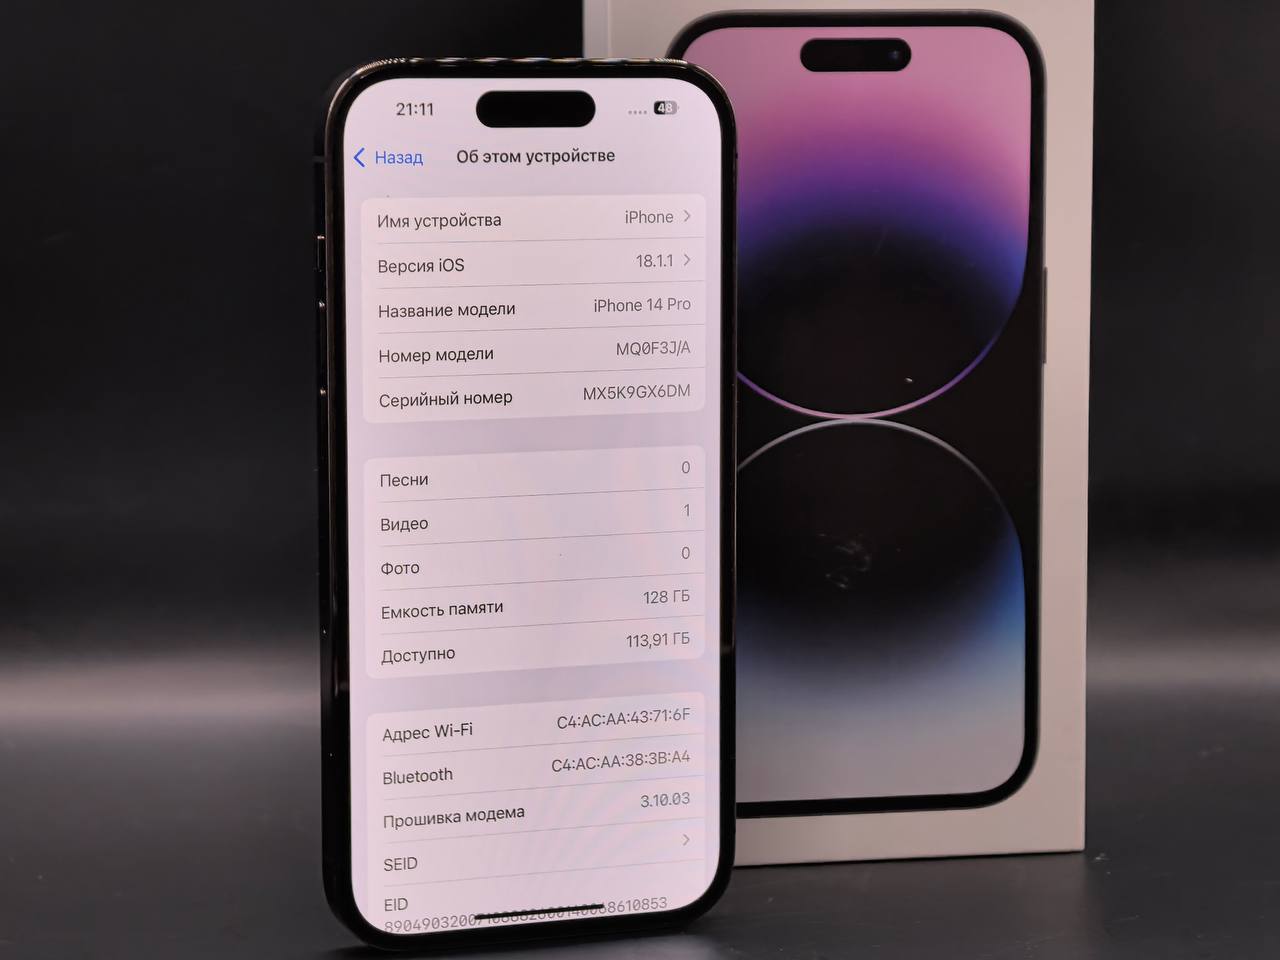 21:11 48
Назад Об этом устройстве
Имя устройства iPhone
Версия iOS 18.1.1
Название модели iPhone 14 Pro
Номер модели MQ0F3J/A
Серийный номер MX5K9GX6DM
Песни 0
Видео 1
Фото 0
Емкость памяти 128 ГБ
Доступно 113,91 ГБ
Адрес Wi-Fi C4:AC:AA:43:71:6F
Bluetooth C4:AC:AA:38:3B:A4
Прошивка модема 3.10.03
SEID
EID